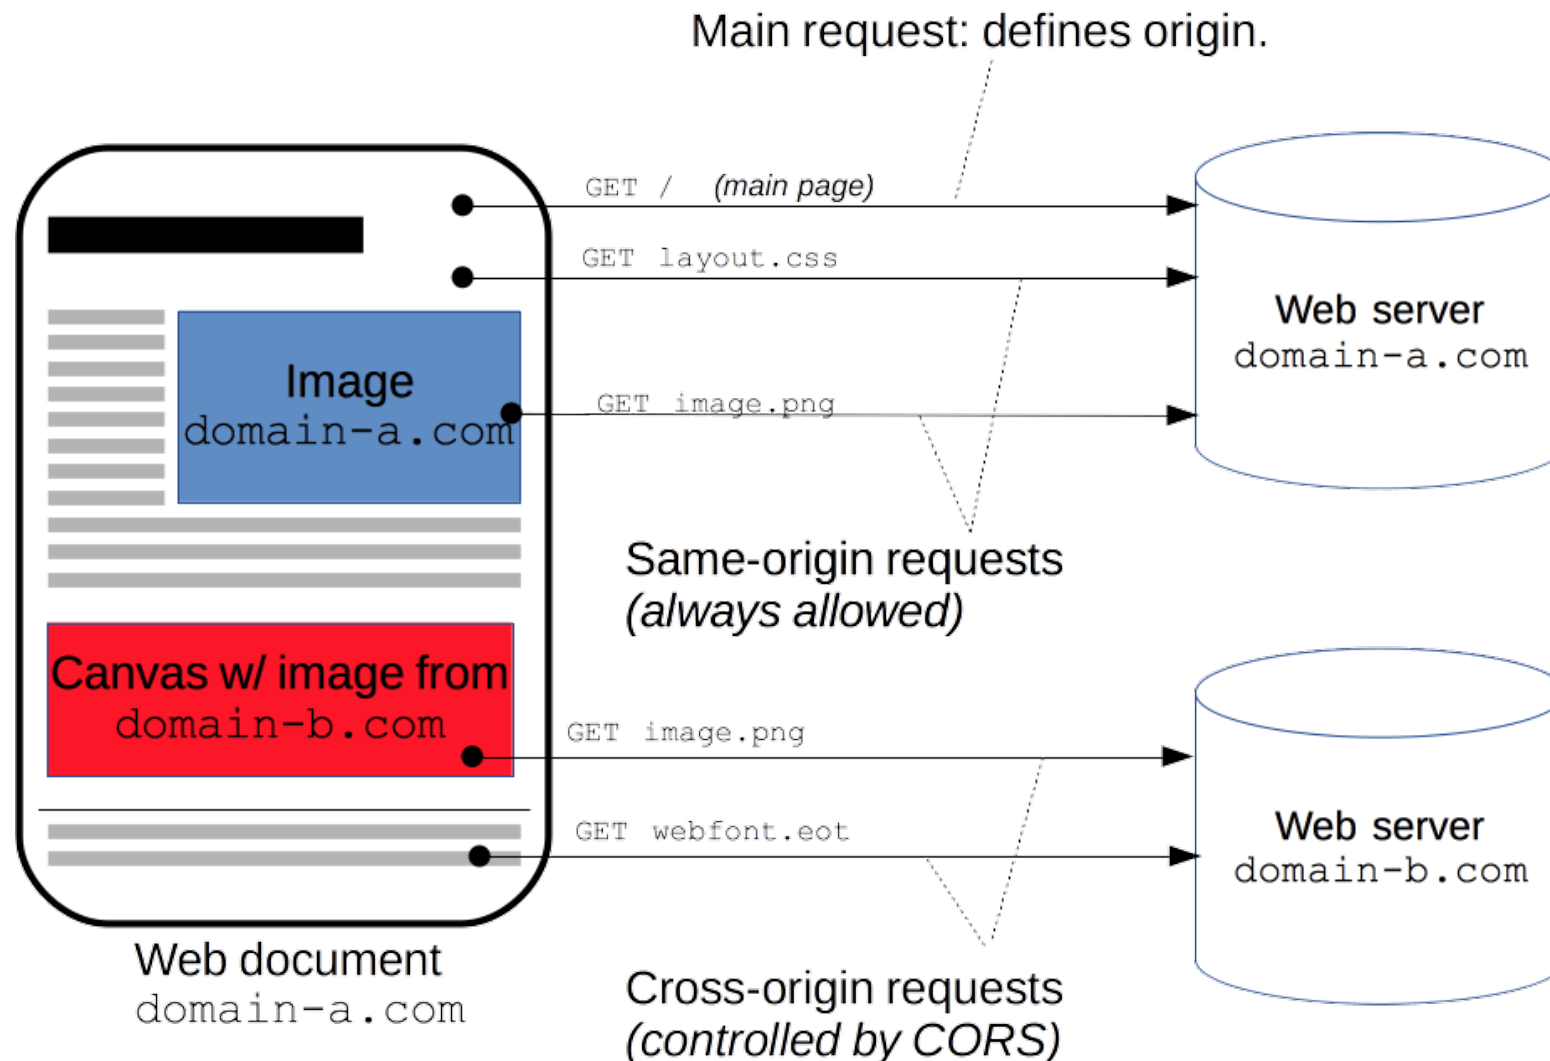 Main request: defines origin.
GET / (main page)
GET layout.css
Image
domain-a.com
GET image.png
Web server
domain-a.com
Same-origin requests
(always allowed)
Canvas w/ image from
domain-b.com
GET image.png
GET webfont.eot
Web server
domain-b.com
Web document
domain-a.com
Cross-origin requests
(controlled by CORS)